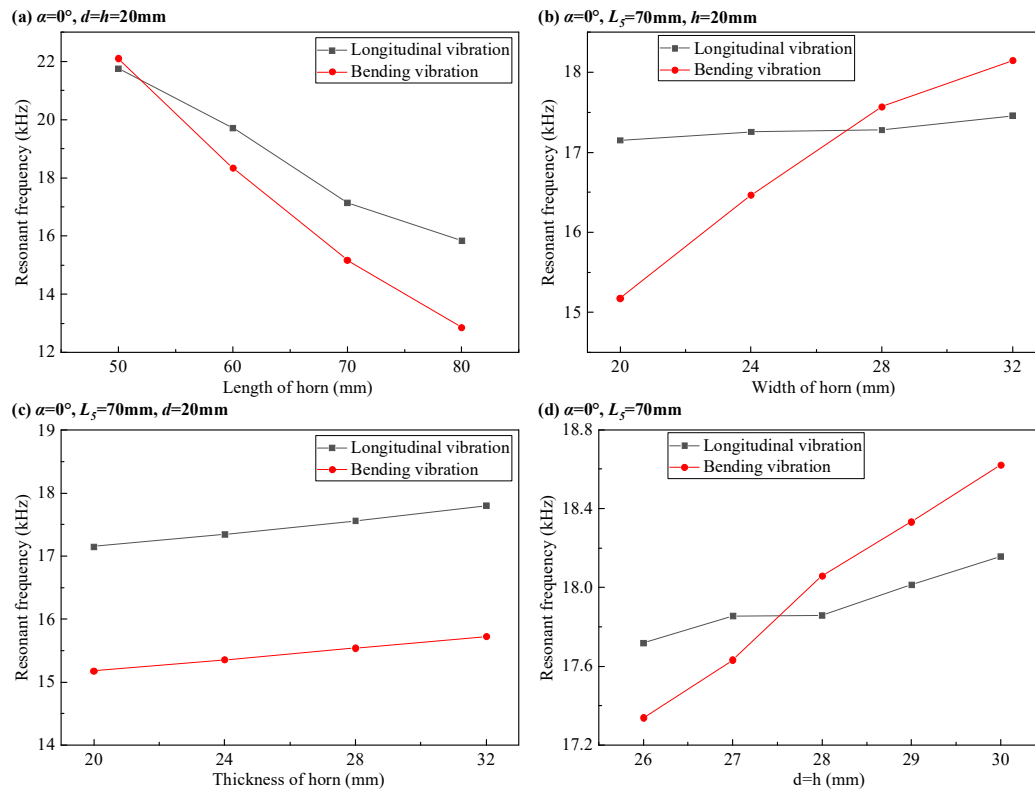 (a) α=0°, d=h=20mm
Longitudinal vibration
Bending vibration
22
20
18
16
14
12
50
60
70
80
Resonant frequency (kHz)
Length of horn (mm)
(b) α=0°, L5=70mm, h=20mm
Longitudinal vibration
Bending vibration
18
17
16
15
20
24
28
32
Resonant frequency (kHz)
Width of horn (mm)
(c) α=0°, L5=70mm, d=20mm
Longitudinal vibration
Bending vibration
19
18
17
16
15
14
20
24
28
32
Resonant frequency (kHz)
Thickness of horn (mm)
(d) α=0°, L5=70mm
Longitudinal vibration
Bending vibration
18.8
18.4
18.0
17.6
17.2
26
27
28
29
30
Resonant frequency (kHz)
d=h (mm)